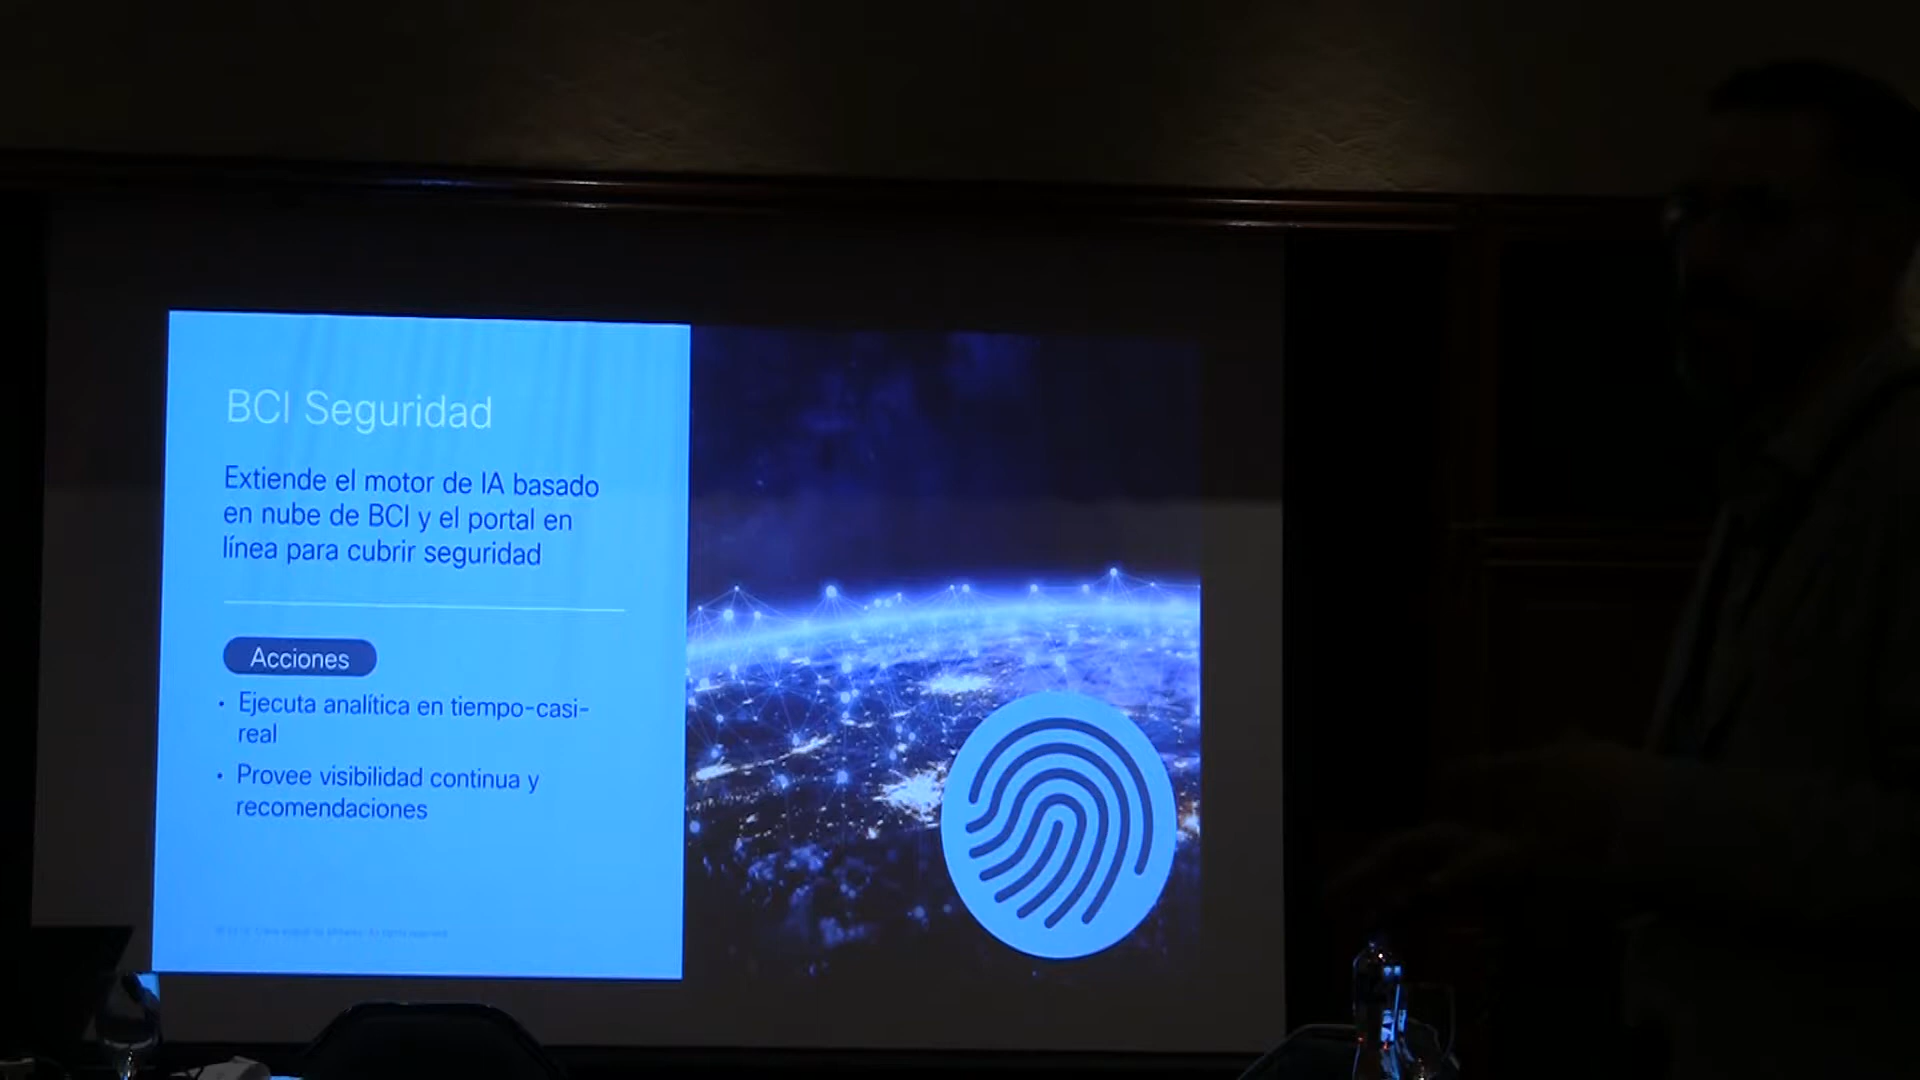 BCI Seguridad
Extiende el motor de IA basado
en nube de BCI y el portal en
línea para cubrir seguridad
Acciones
• Ejecuta analítica en tiempo-casi-
real
• Provee visibilidad continua y
recomendaciones